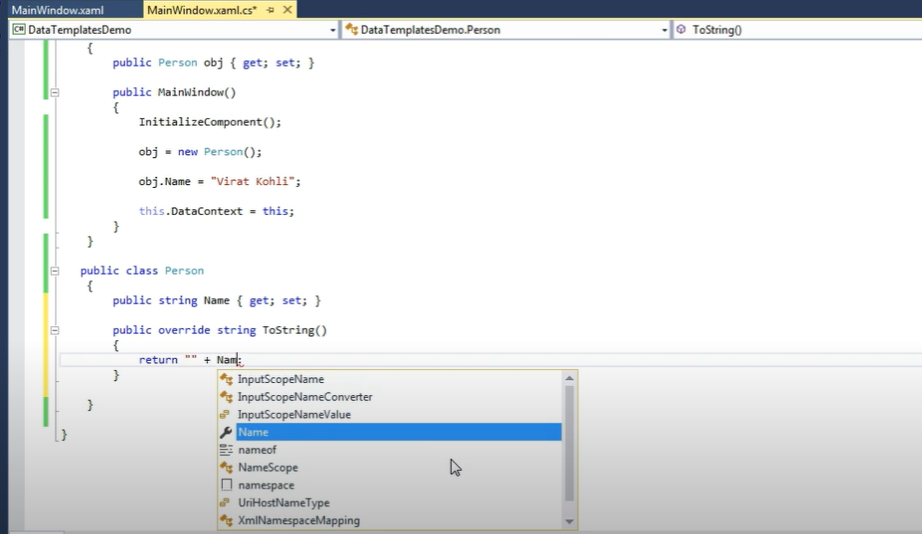 MainWindow.xaml
MainWindow.xaml.cs*
DataTemplatesDemo
DataTemplatesDemo.Person
ToString()
{
public Person obj { get; set; }
public MainWindow()
{
InitializeComponent();
obj = new Person();
obj.Name = "Virat Kohli";
this.DataContext = this;
}
}
public class Person
{
public string Name { get; set; }
public override string ToString()
{
return "" + Nam;
}
}
}
InputScopeName
InputScopeNameConverter
InputScopeNameValue
Name
nameof
NameScope
namespace
UriHostNameType
XmlNamespaceMapping